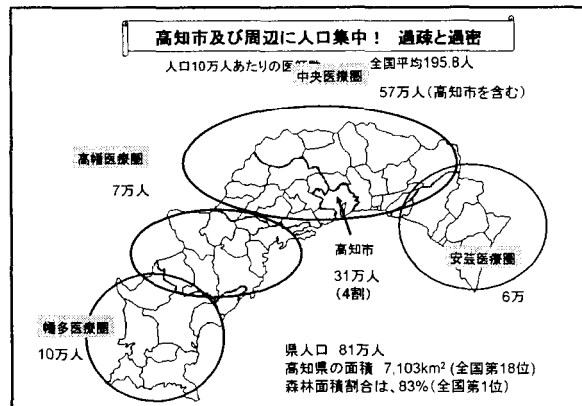 高知市及び周辺に人口集中! 過疎と過密
人口10万人あたりの医 全国平均195.8人
中央医療圏
57万人(高知市を含む)
高幡医療圏
7万人
高知市
31万人
(4割)
安芸医療圏
6万
幡多医療圏
10万人
県人口 81万人
高知県の面積 7,103km² (全国第18位)
森林面積割合は、83%(全国第1位)